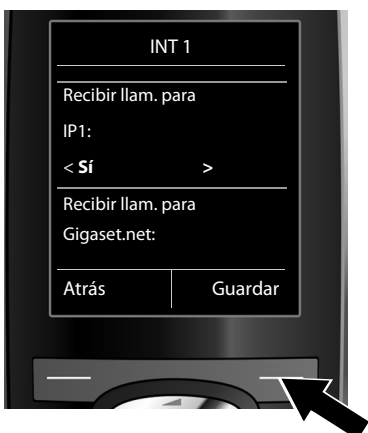 INT 1
Recibir llam. para
IP1:
< Sí >
Recibir llam. para
Gigaset.net:
Atrás Guardar